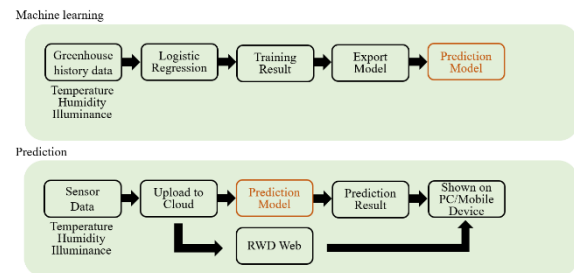 Machine learning
Greenhouse
history data
Logistic
Regression
Training
Result
Export
Model
Prediction
Model
Temperature
Humidity
Illuminance
Prediction
Sensor
Data
Upload to
Cloud
Prediction
Model
Prediction
Result
Shown on
PC/Mobile
Device
Temperature
Humidity
Illuminance
RWD Web